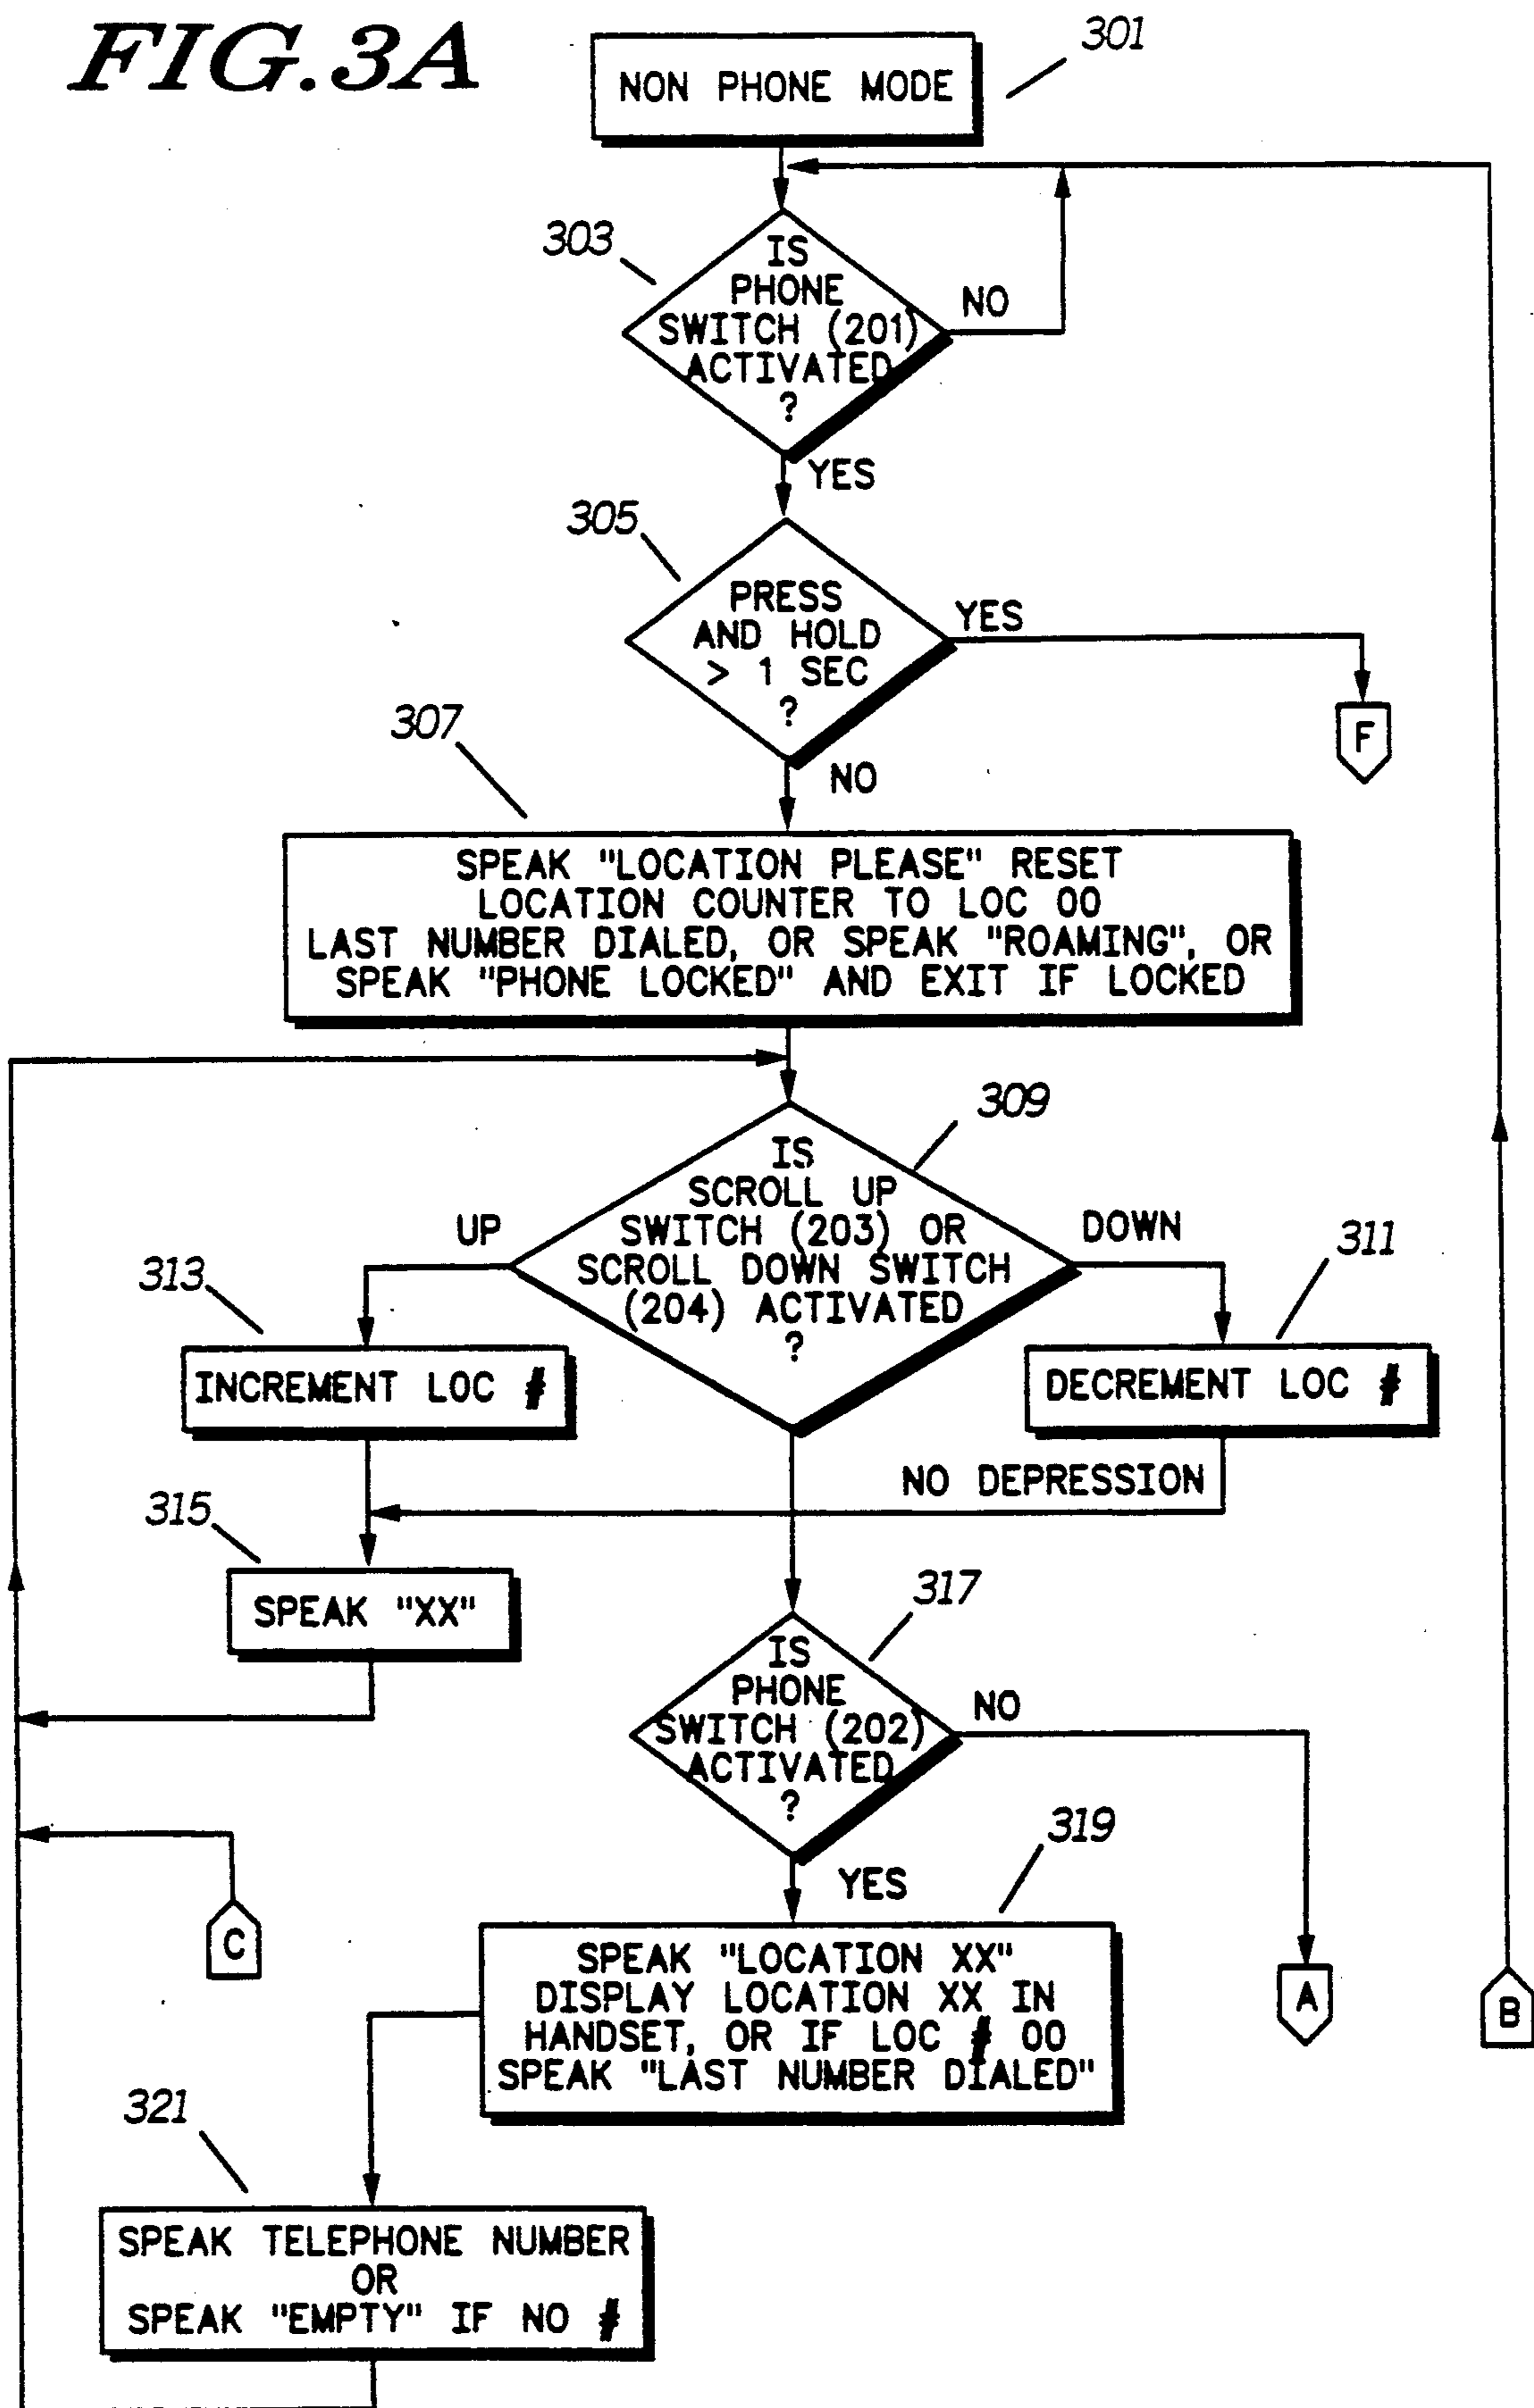 FIG.3A
301
NON PHONE MODE
303
IS
PHONE
SWITCH (201)
ACTIVATED
?
NO
YES
305
PRESS
AND HOLD
> 1 SEC
?
YES
F
NO
307
SPEAK "LOCATION PLEASE" RESET
LOCATION COUNTER TO LOC 00
LAST NUMBER DIALED, OR SPEAK "ROAMING", OR
SPEAK "PHONE LOCKED" AND EXIT IF LOCKED
309
IS
SCROLL UP
SWITCH (203) OR
SCROLL DOWN SWITCH
(204) ACTIVATED
?
UP
DOWN
313
311
INCREMENT LOC #
DECREMENT LOC #
NO DEPRESSION
315
SPEAK "XX"
317
IS
PHONE
SWITCH (202)
ACTIVATED
?
NO
YES
319
C
SPEAK "LOCATION XX"
DISPLAY LOCATION XX IN
HANDSET, OR IF LOC # 00
SPEAK "LAST NUMBER DIALED"
A
B
321
SPEAK TELEPHONE NUMBER
OR
SPEAK "EMPTY" IF NO #